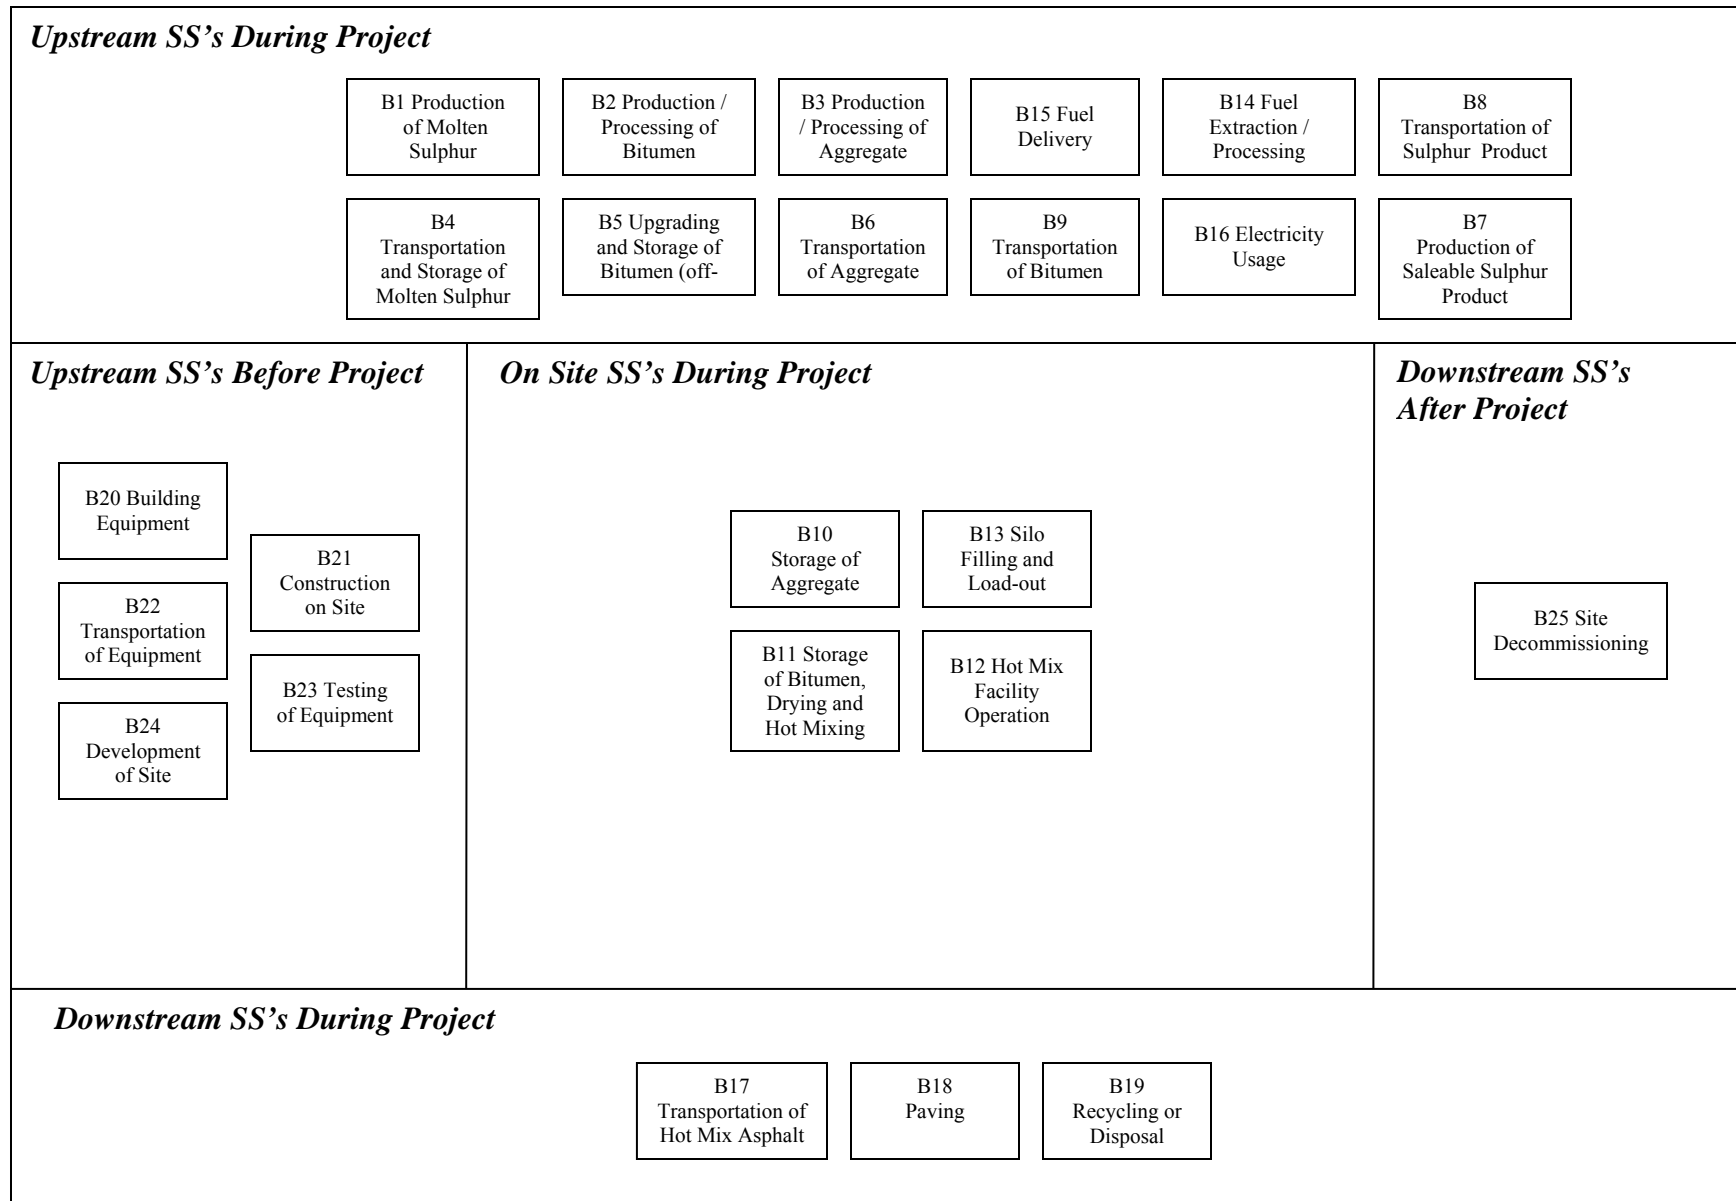 Upstream SS's During Project
B1 Production
of Molten
Sulphur
B2 Production /
Processing of
Bitumen
B3 Production
/ Processing of
Aggregate
B15 Fuel
Delivery
B14 Fuel
Extraction /
Processing
B8
Transportation of
Sulphur Product
B4
Transportation
and Storage of
Molten Sulphur
B5 Upgrading
and Storage of
Bitumen (off-
B6
Transportation
of Aggregate
B9
Transportation
of Bitumen
B16 Electricity
Usage
B7
Production of
Saleable Sulphur
Product
Upstream SS's Before Project
B20 Building
Equipment
B21
Construction
on Site
B22
Transportation
of Equipment
B23 Testing
of Equipment
B24
Development
of Site
On Site SS's During Project
B10
Storage of
Aggregate
B13 Silo
Filling and
Load-out
B11 Storage
of Bitumen,
Drying and
Hot Mixing
B12 Hot Mix
Facility
Operation
Downstream SS's
After Project
B25 Site
Decommissioning
Downstream SS's During Project
B17
Transportation of
Hot Mix Asphalt
B18
Paving
B19
Recycling or
Disposal